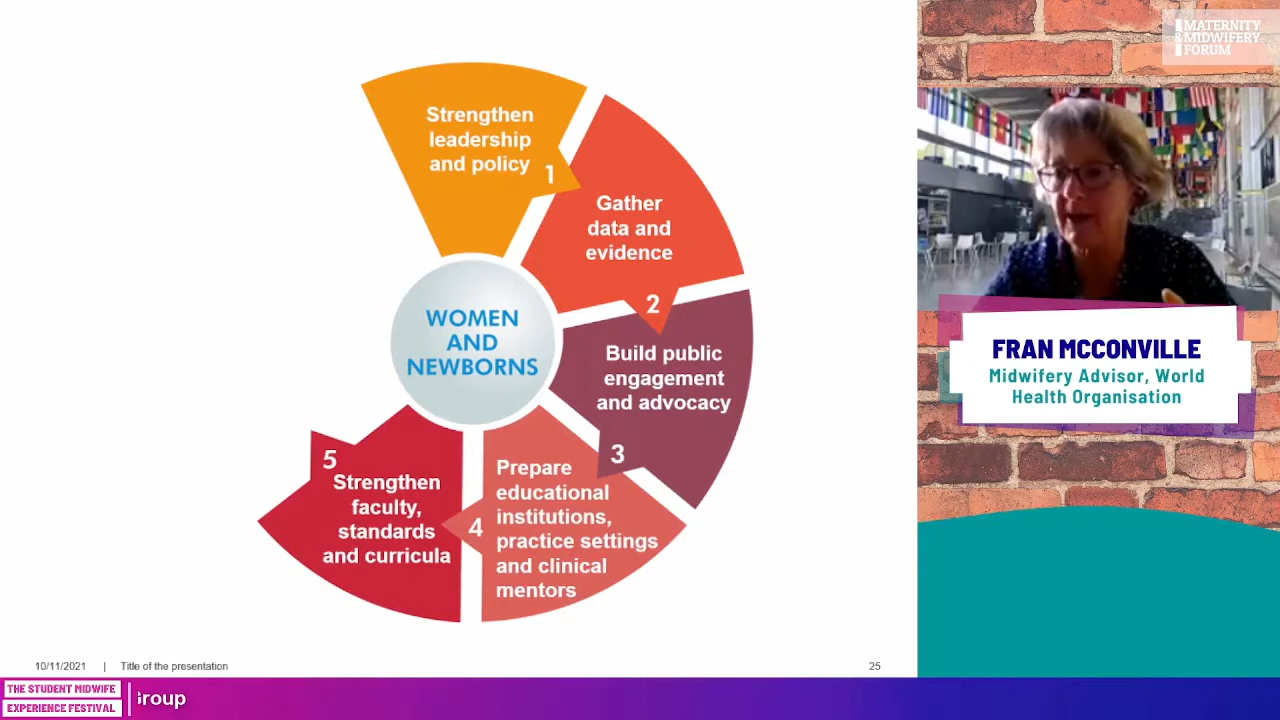 Strengthen
leadership
and policy
1
Gather
data and
evidence
2
Build public
engagement
and advocacy
3
Prepare
educational
institutions,
practice settings
and clinical
mentors
4
5
Strengthen
faculty,
standards
and curricula
WOMEN
AND
NEWBORNS
10/11/2021 | Title of the presentation
25
MATERNITY
& MIDWIFERY
FORUM
FRAN MCCONVILLE
Midwifery Advisor, World
Health Organisation
THE STUDENT MIDWIFE
EXPERIENCE FESTIVAL